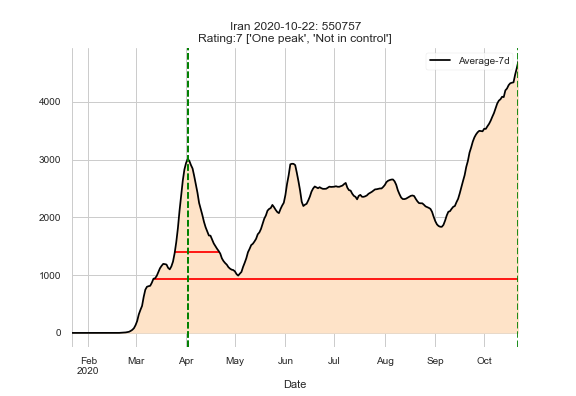 Iran 2020-10-22: 550757
Rating:7 ['One peak', 'Not in control']
Average-7d
4000
3000
2000
1000
0
Feb Mar Apr May Jun Jul Aug Sep Oct
2020
Date